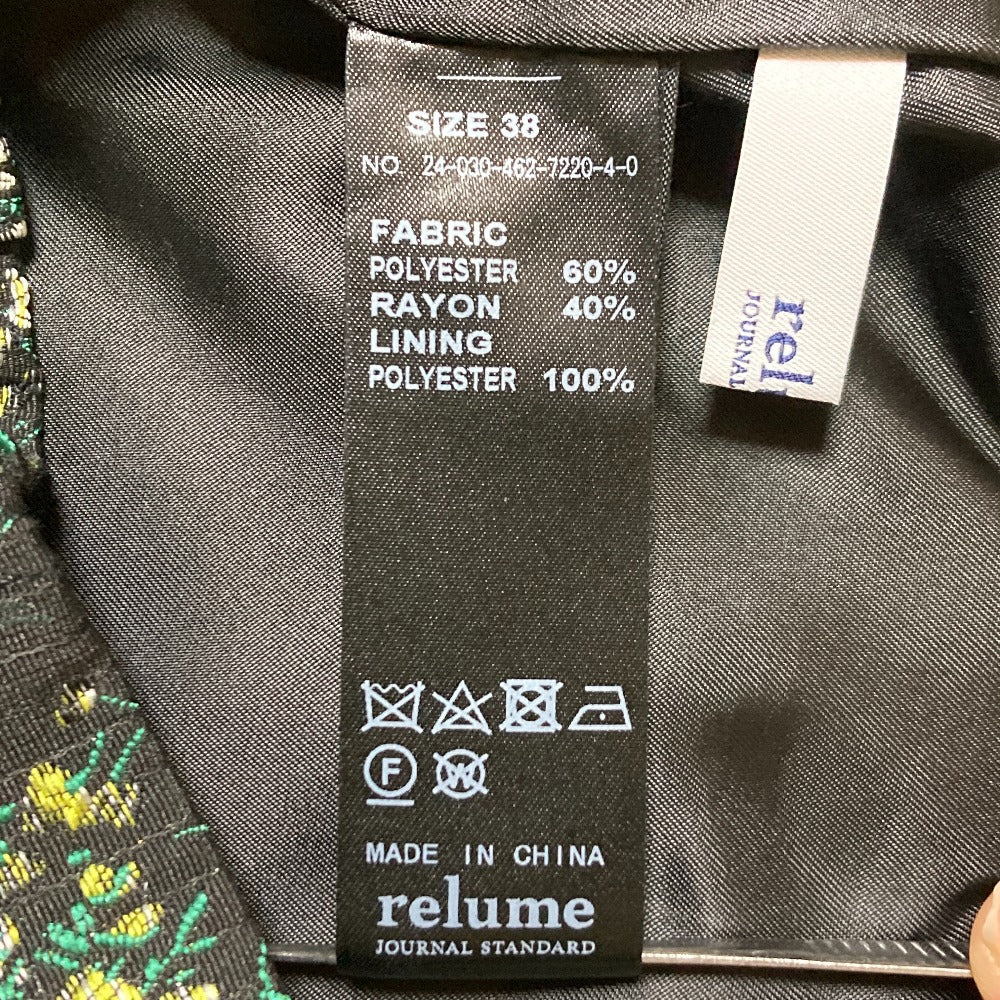 SIZE 38
NO. 24-030-462-7220-4-0
FABRIC
POLYESTER 60%
RAYON 40%
LINING
POLYESTER 100%
F
W
MADE IN CHINA
relume
JOURNAL STANDARD
JOURNAL